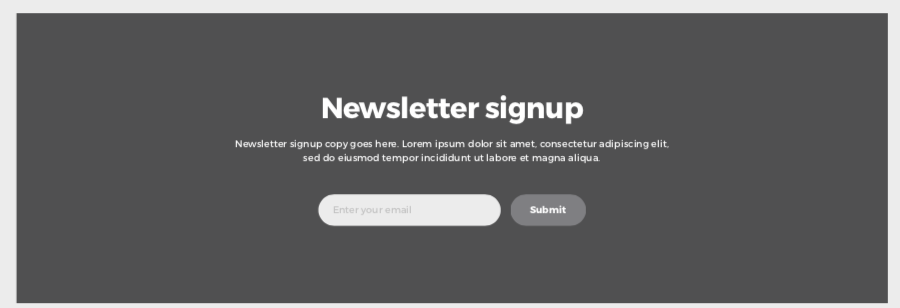 Newsletter signup
Newsletter signup copy goes here. Lorem ipsum dolor sit amet, consectetur adipiscing elit,
sed do eiusmod tempor incididunt ut labore et magna aliqua.
Enter your email
Submit